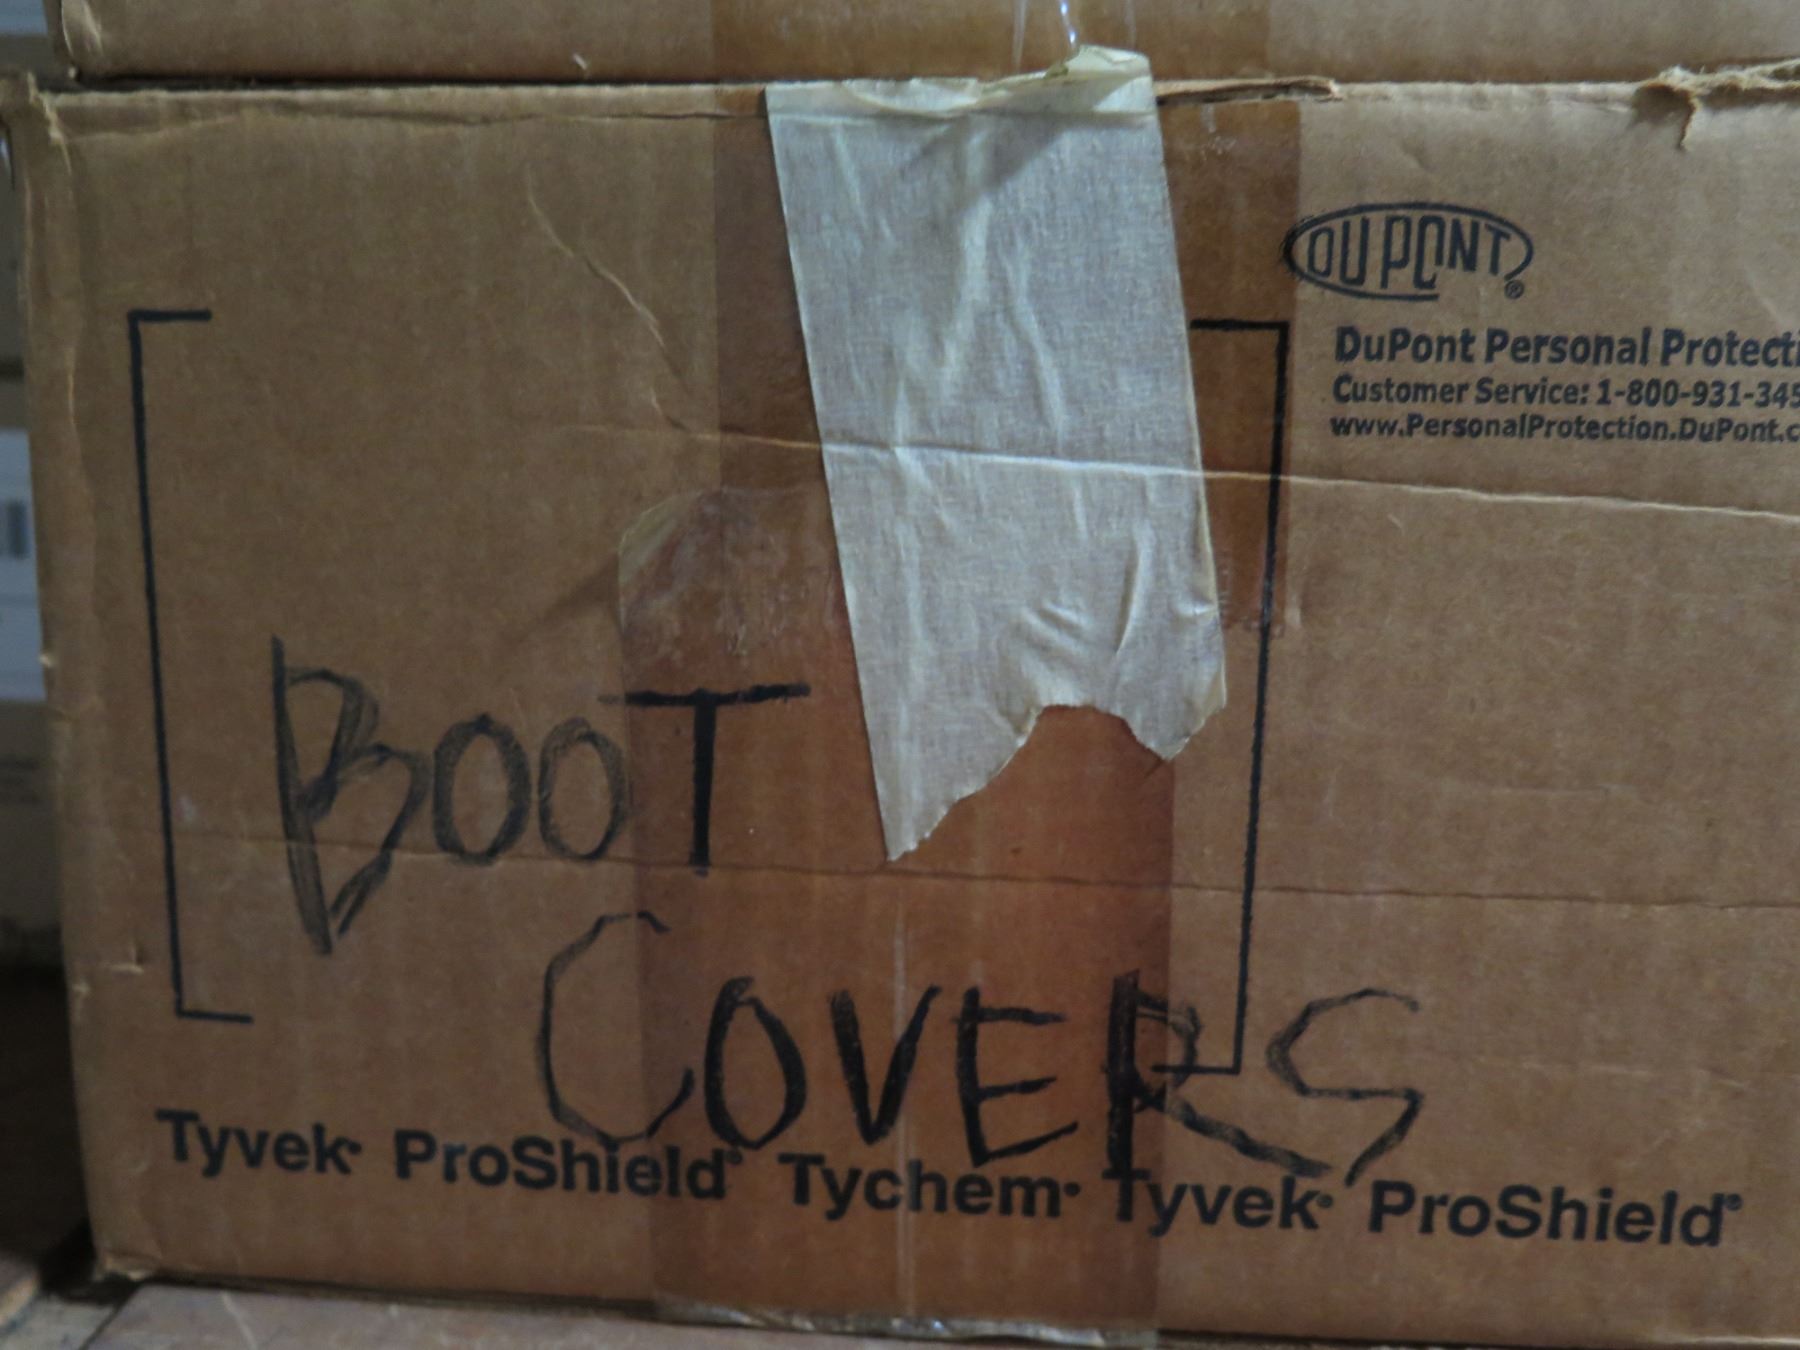 DUPONT®
DuPont Personal Protecti
Customer Service: 1-800-931-345
www.PersonalProtection.DuPont.c
BOOT
COVERS
Tyvek® ProShield® Tychem® Tyvek® ProShield®